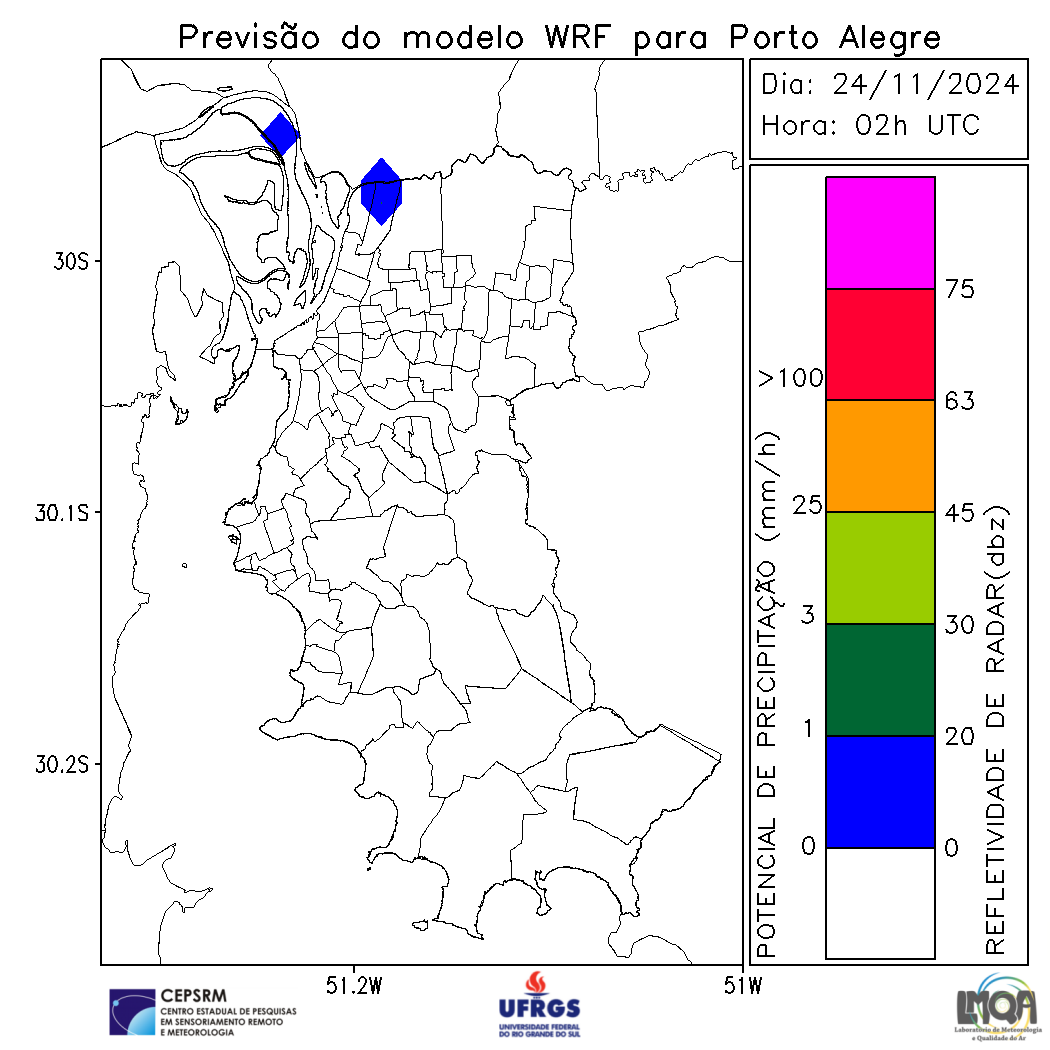 Previsão do modelo WRF para Porto Alegre
Dia: 24/11/2024
Hora: 02h UTC
30S
30.1S
30.2S
51.2W
51W
POTENCIAL DE PRECIPITAÇÃO (mm/h)
>100
25
3
1
0
75
63
45
30
20
0
REFLETIVIDADE DE RADAR(dbz)
CEPSRM
CENTRO ESTADUAL DE PESQUISAS
EM SENSORIAMENTO REMOTO
E METEOROLOGIA
UFRGS
UNIVERSIDADE FEDERAL
DO RIO GRANDE DO SUL
LMQA
Laboratório de Meteorologia
e Qualidade do Ar